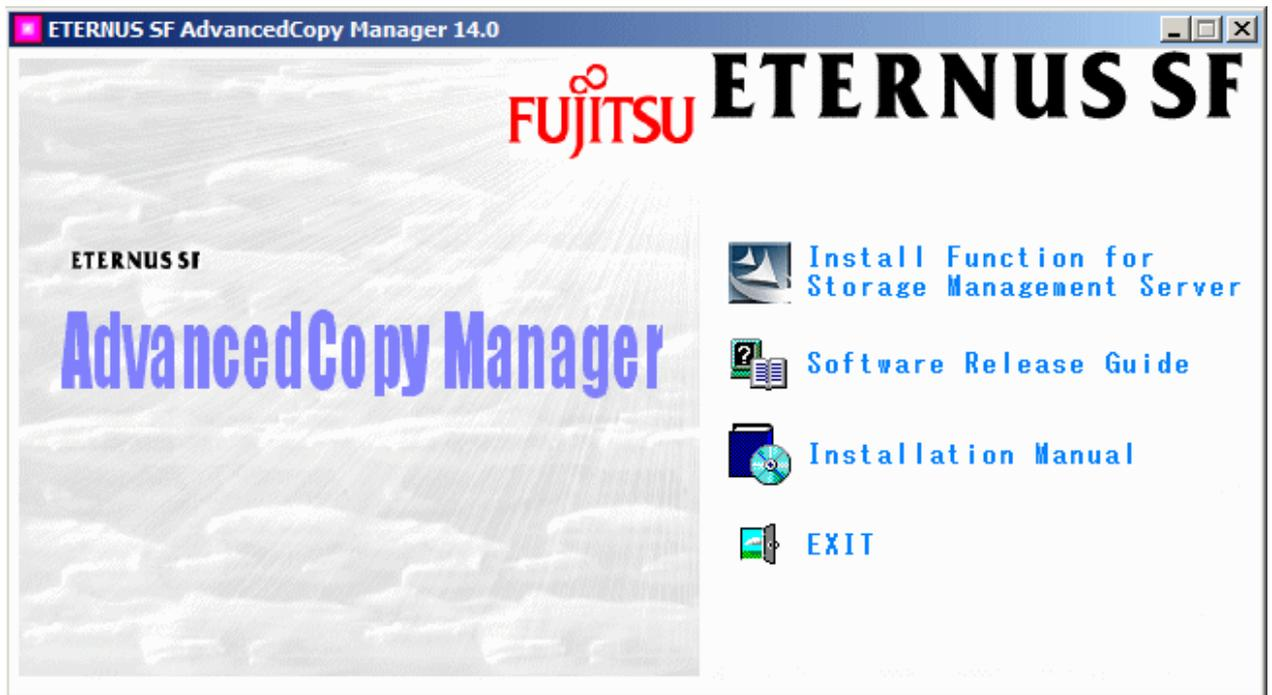 ETERNUS SF AdvancedCopy Manager 14.0
FUJITSU
ETERNUS SF
ETERNUS SF
AdvancedCopy Manager
Install Function for
Storage Management Server
Software Release Guide
Installation Manual
EXIT